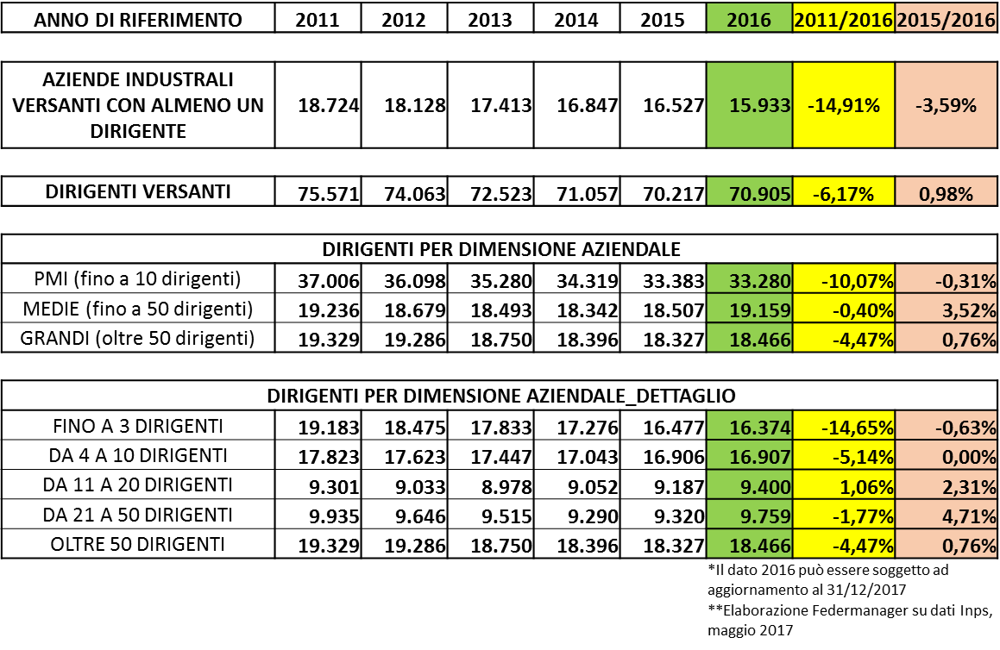 ANNO DI RIFERIMENTO 2011 2012 2013 2014 2015 2016 2011/2016 2015/2016
AZIENDE INDUSTRALI
VERSANTI CON ALMENO UN
DIRIGENTE
18.724 18.128 17.413 16.847 16.527 15.933 -14,91% -3,59%
DIRIGENTI VERSANTI 75.571 74.063 72.523 71.057 70.217 70.905 -6,17% 0,98%
DIRIGENTI PER DIMENSIONE AZIENDALE
PMI (fino a 10 dirigenti) 37.006 36.098 35.280 34.319 33.383 33.280 -10,07% -0,31%
MEDIE (fino a 50 dirigenti) 19.236 18.679 18.493 18.342 18.507 19.159 -0,40% 3,52%
GRANDI (oltre 50 dirigenti) 19.329 19.286 18.750 18.396 18.327 18.466 -4,47% 0,76%
DIRIGENTI PER DIMENSIONE AZIENDALE_DETTAGLIO
FINO A 3 DIRIGENTI 19.183 18.475 17.833 17.276 16.477 16.374 -14,65% -0,63%
DA 4 A 10 DIRIGENTI 17.823 17.623 17.447 17.043 16.906 16.907 -5,14% 0,00%
DA 11 A 20 DIRIGENTI 9.301 9.033 8.978 9.052 9.187 9.400 1,06% 2,31%
DA 21 A 50 DIRIGENTI 9.935 9.646 9.515 9.290 9.320 9.759 -1,77% 4,71%
OLTRE 50 DIRIGENTI 19.329 19.286 18.750 18.396 18.327 18.466 -4,47% 0,76%
*Il dato 2016 può essere soggetto ad
aggiornamento al 31/12/2017
**Elaborazione Federmanager su dati Inps,
maggio 2017